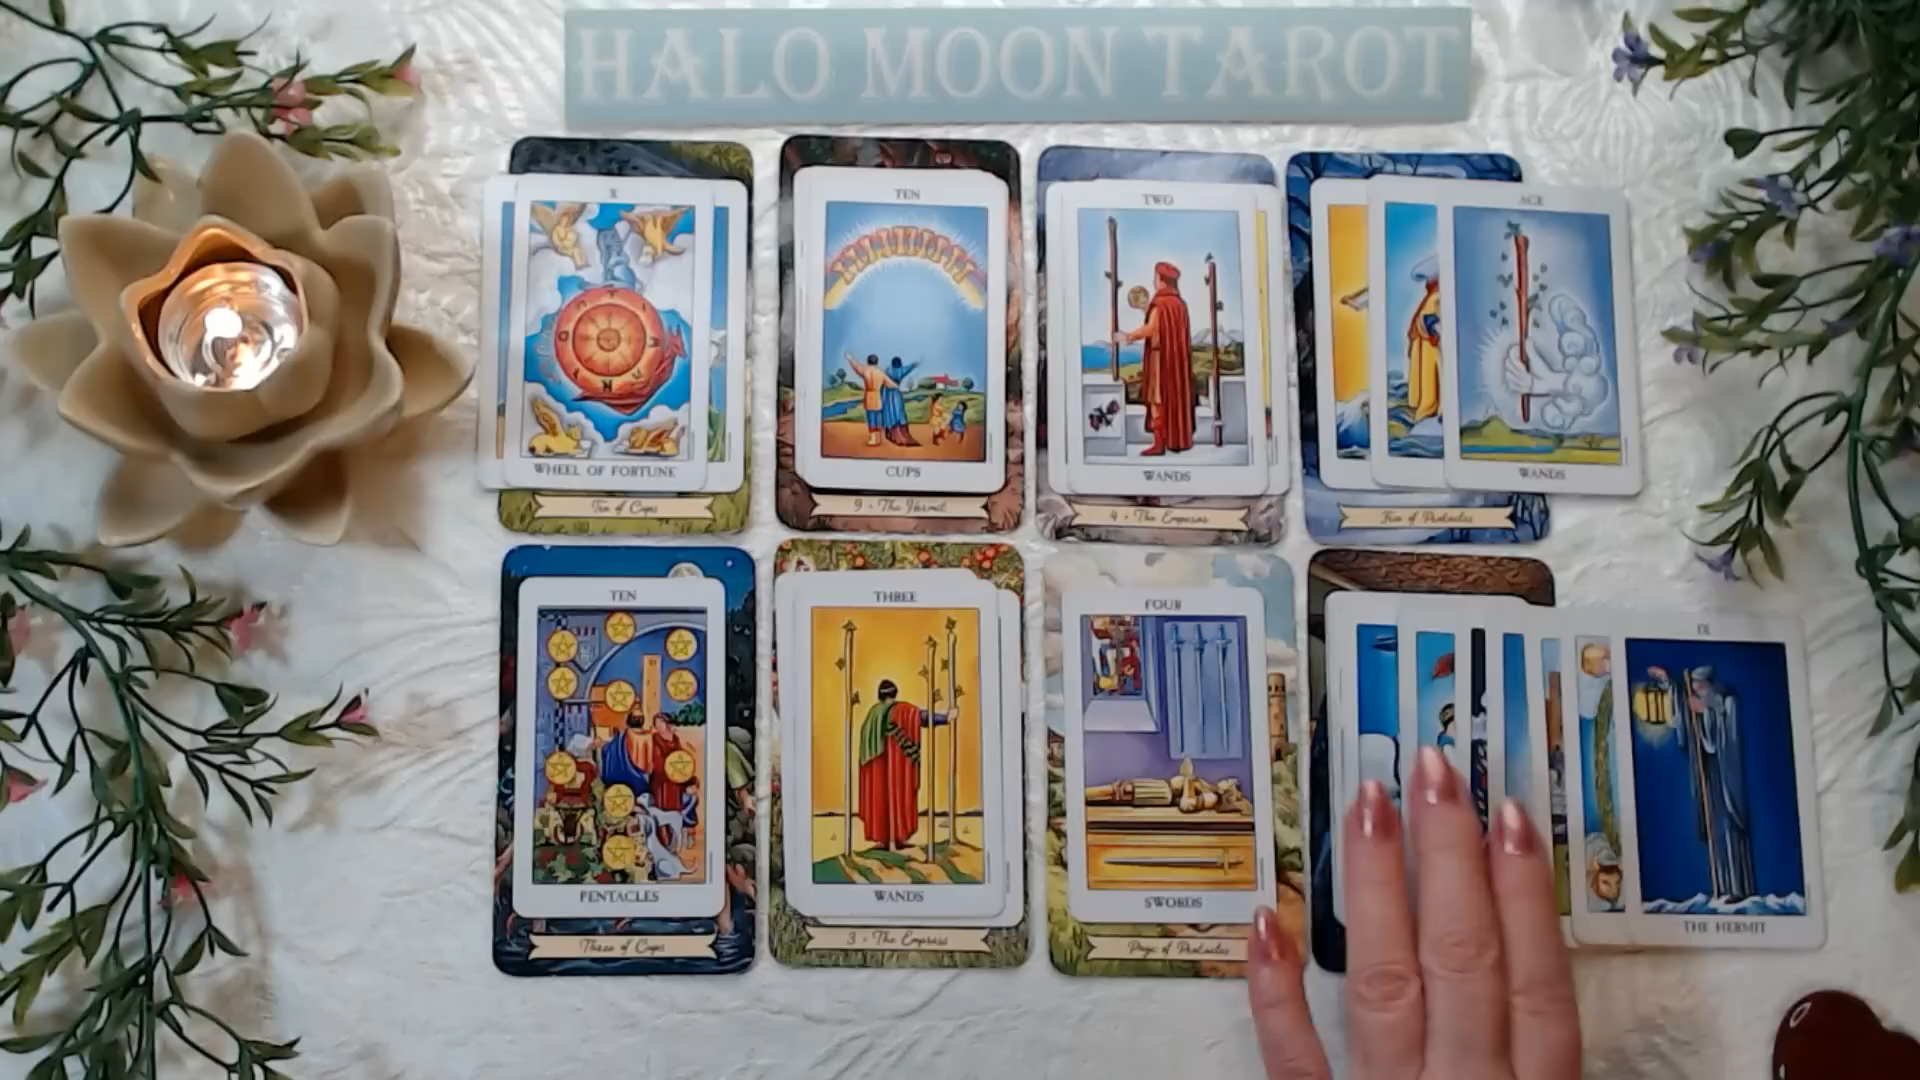 HALO MOON TAROT
X
WHEEL OF FORTUNE
Ten of Cups
TEN
CUPS
9 - The Hermit
TWO
WANDS
4 - The Emperor
ACE
WANDS
Five of Pentacles
TEN
PENTACLES
Three of Cups
THREE
WANDS
3 - The Empress
FOUR
SWORDS
Page of Pentacles
IX
THE HERMIT